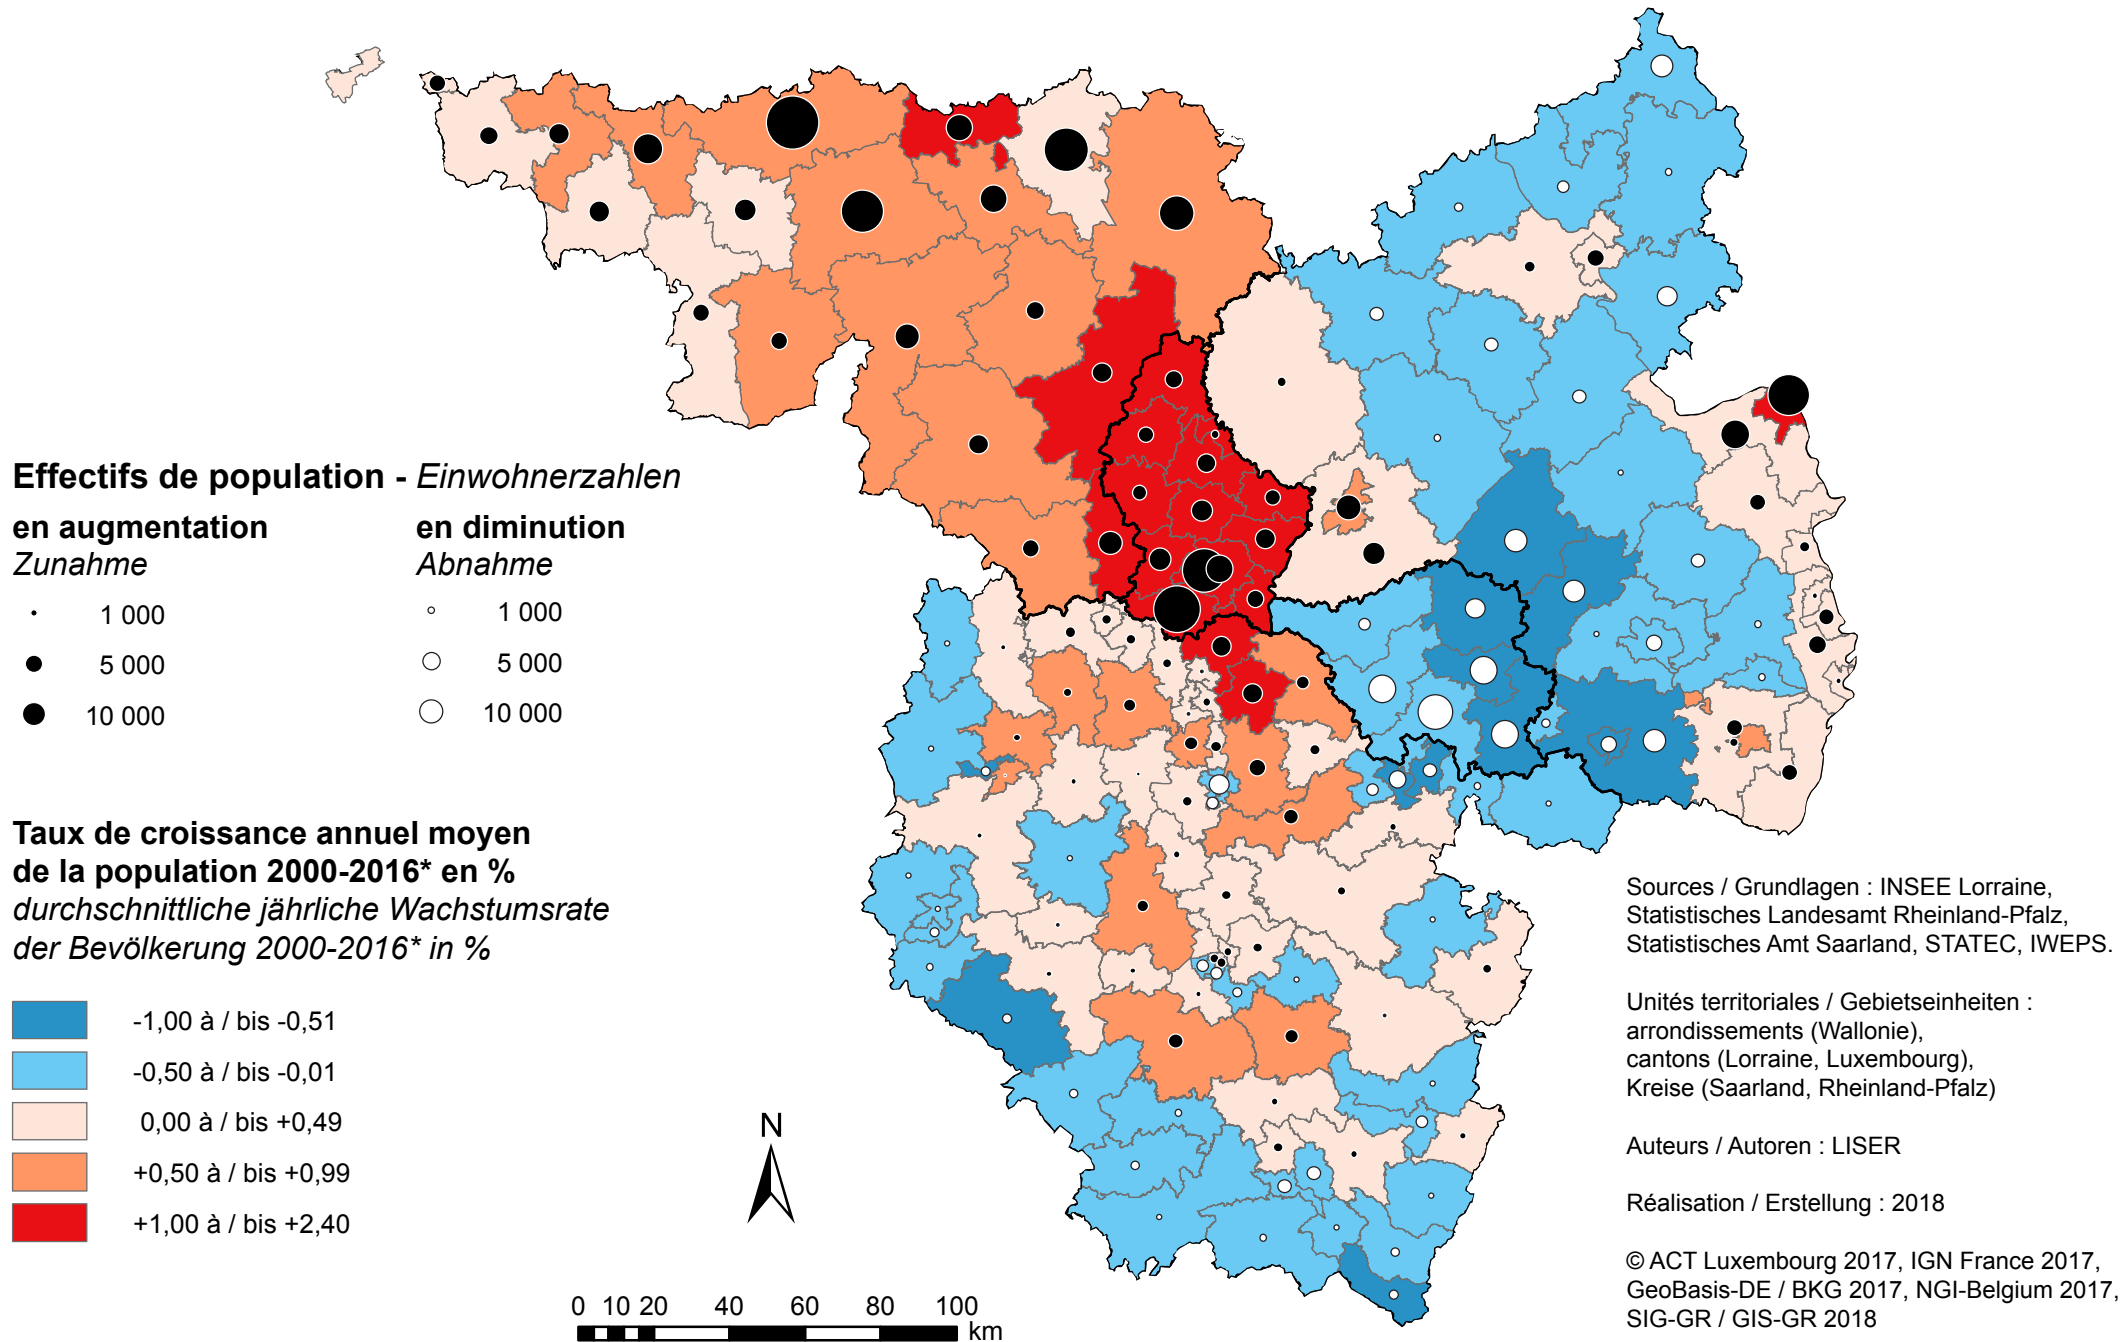 Effectifs de population - Einwohnerzahlen
en augmentation
Zunahme
1 000
5 000
10 000
en diminution
Abnahme
1 000
5 000
10 000
Taux de croissance annuel moyen
de la population 2000-2016* en %
durchschnittliche jährliche Wachstumsrate
der Bevölkerung 2000-2016* in %
-1,00 à / bis -0,51
-0,50 à / bis -0,01
0,00 à / bis +0,49
+0,50 à / bis +0,99
+1,00 à / bis +2,40
N
0 10 20 40 60 80 100
km
Sources / Grundlagen : INSEE Lorraine,
Statistisches Landesamt Rheinland-Pfalz,
Statistisches Amt Saarland, STATEC, IWEPS.
Unités territoriales / Gebietseinheiten :
arrondissements (Wallonie),
cantons (Lorraine, Luxembourg),
Kreise (Saarland, Rheinland-Pfalz)
Auteurs / Autoren : LISER
Réalisation / Erstellung : 2018
© ACT Luxembourg 2017, IGN France 2017,
GeoBasis-DE / BKG 2017, NGI-Belgium 2017,
SIG-GR / GIS-GR 2018